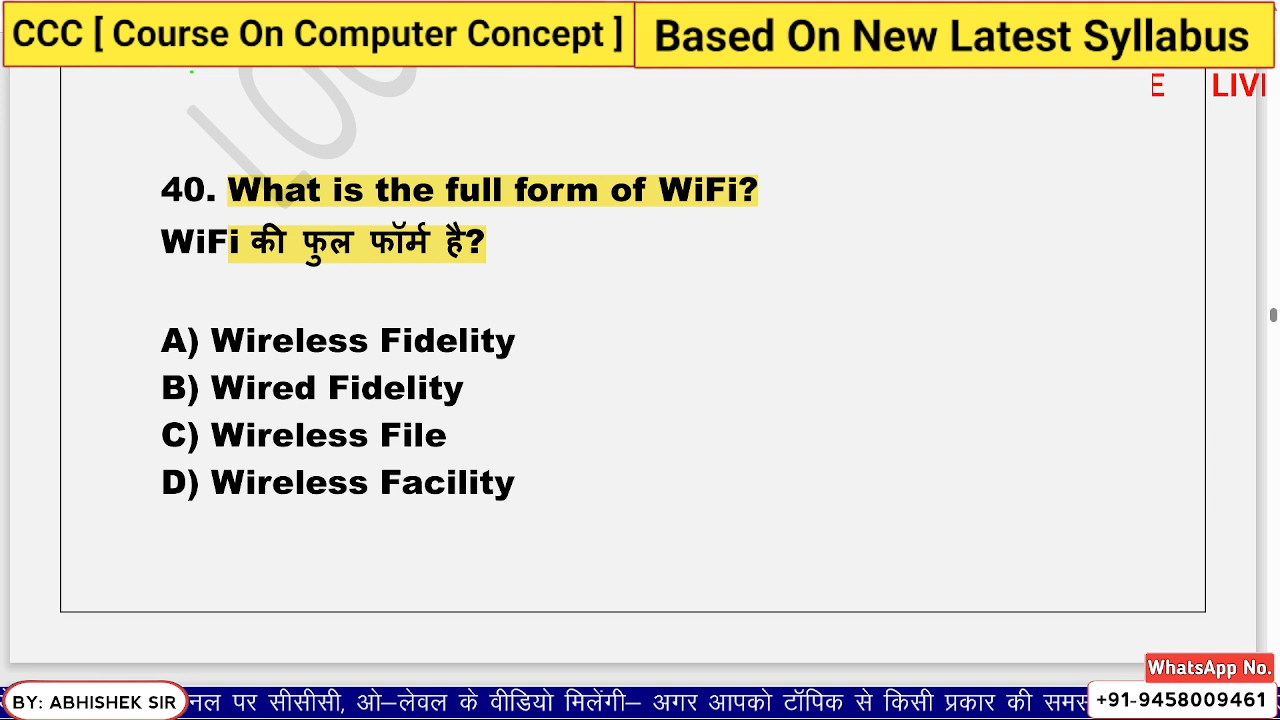 CCC [ Course On Computer Concept ]
Based On New Latest Syllabus
E LIVI
40. What is the full form of WiFi?
WiFi की फुल फॉर्म है?
A) Wireless Fidelity
B) Wired Fidelity
C) Wireless File
D) Wireless Facility
WhatsApp No.
BY: ABHISHEK SIR
नल पर सीसीसी, ओ–लेवल के वीडियो मिलेंगी– अगर आपको टॉपिक से किसी प्रकार की समस
+91-9458009461